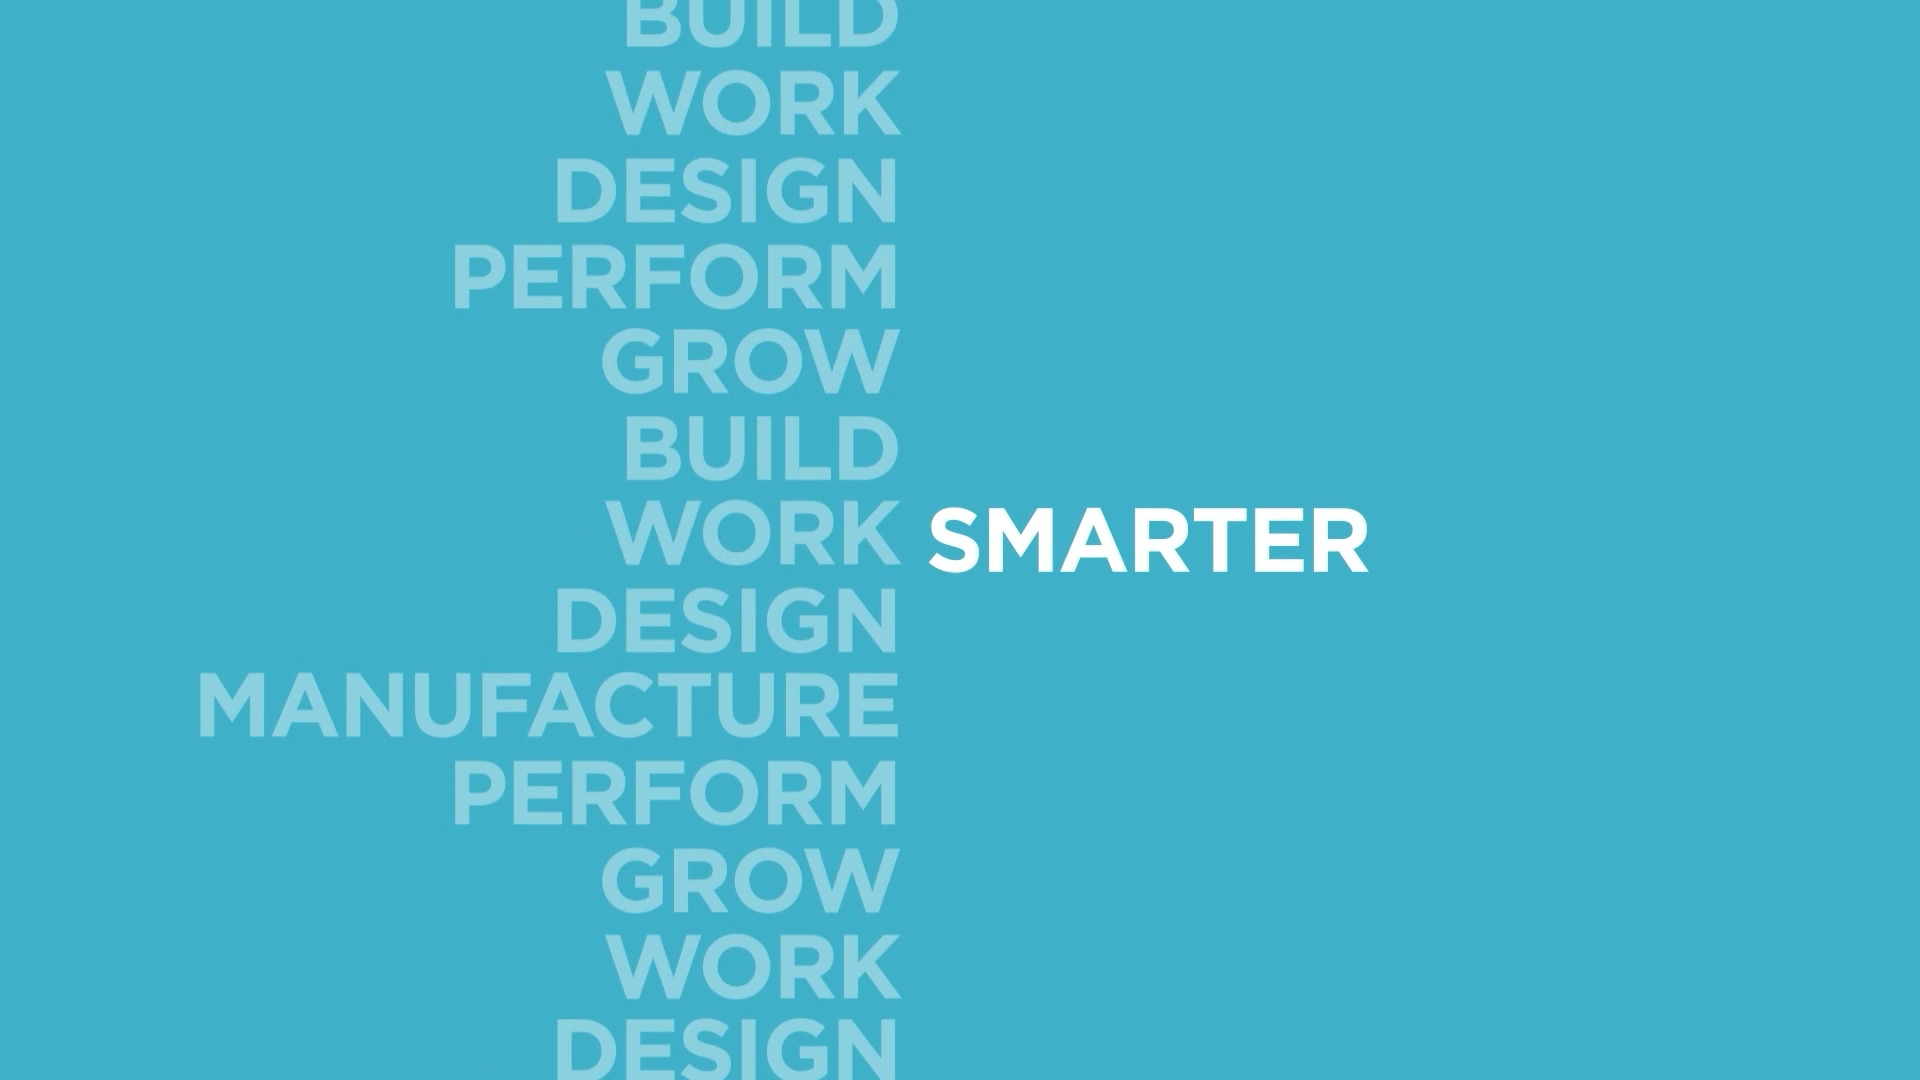 BUILD
WORK
DESIGN
PERFORM
GROW
BUILD
WORK SMARTER
DESIGN
MANUFACTURE
PERFORM
GROW
WORK
DESIGN